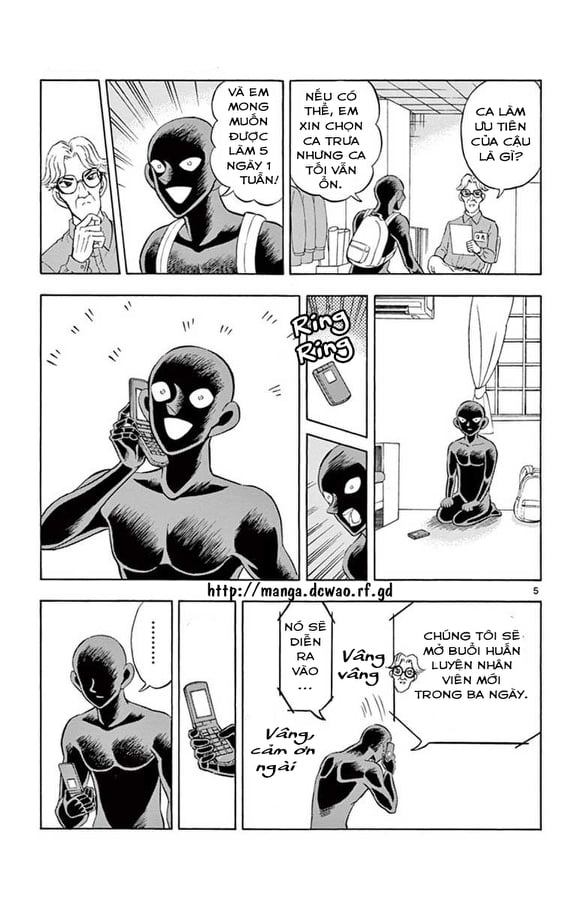 CA LÀM
ƯU TIÊN
CỦA CẬU
LÀ GÌ?
NẾU CÓ
THỂ, EM
XIN CHỌN
CA TRƯA
NHƯNG CA
TỐI VẪN
ỔN.
VÀ EM
MONG
MUỐN
ĐƯỢC
LÀM 5
NGÀY 1
TUẦN!
Ring
Ring
http://manga.dcwao.rf.gd
5
CHÚNG TÔI SẼ
MỞ BUỔI HUẤN
LUYỆN NHÂN
VIÊN MỚI
TRONG BA NGÀY.
Vâng
vâng
NÓ SẼ
DIỄN
RA
VÀO
...
Vâng,
cảm ơn
ngài
.........